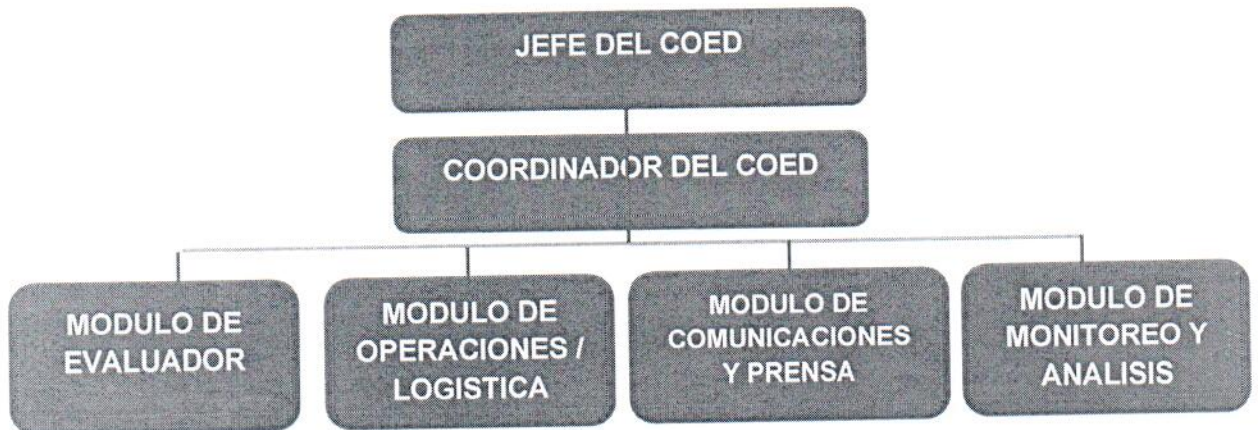 JEFE DEL COED
COORDINADOR DEL COED
MODULO DE
EVALUADOR
MODULO DE
OPERACIONES /
LOGISTICA
MODULO DE
COMUNICACIONES
Y PRENSA
MODULO DE
MONITOREO Y
ANALISIS